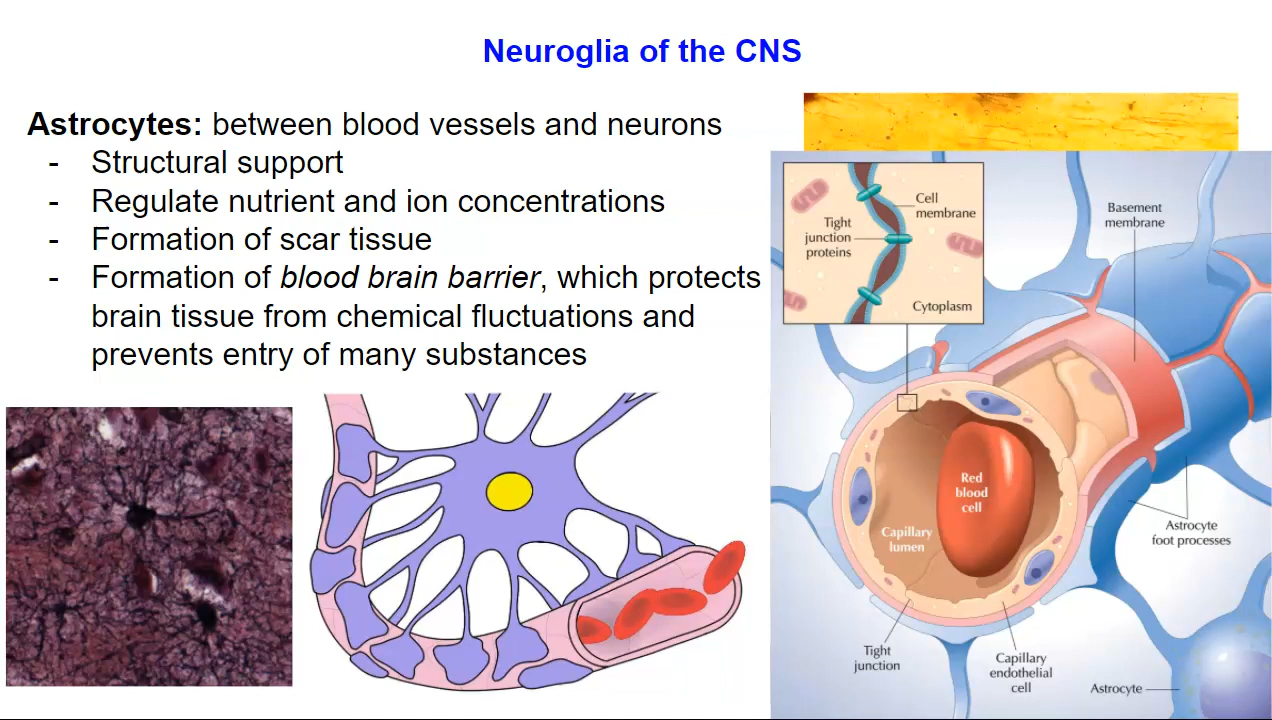 Neuroglia of the CNS
Astrocytes: between blood vessels and neurons
- Structural support
- Regulate nutrient and ion concentrations
- Formation of scar tissue
- Formation of blood brain barrier, which protects
brain tissue from chemical fluctuations and
prevents entry of many substances
Cell
membrane
Tight
junction
proteins
Cytoplasm
Basement
membrane
Red
blood
cell
Capillary
lumen
Astrocyte
foot processes
Tight
junction
Capillary
endothelial
cell
Astrocyte